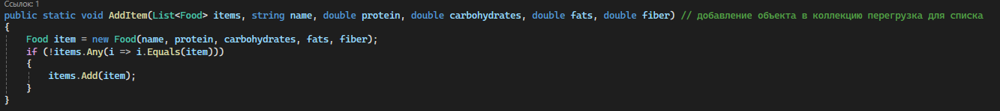 Ссылок: 1
public static void AddItem(List<Food> items, string name, double protein, double carbohydrates, double fats, double fiber) // добавление объекта в коллекцию перегрузка для списка
{
    Food item = new Food(name, protein, carbohydrates, fats, fiber);
    if (!items.Any(i => i.Equals(item)))
    {
        items.Add(item);
    }
}